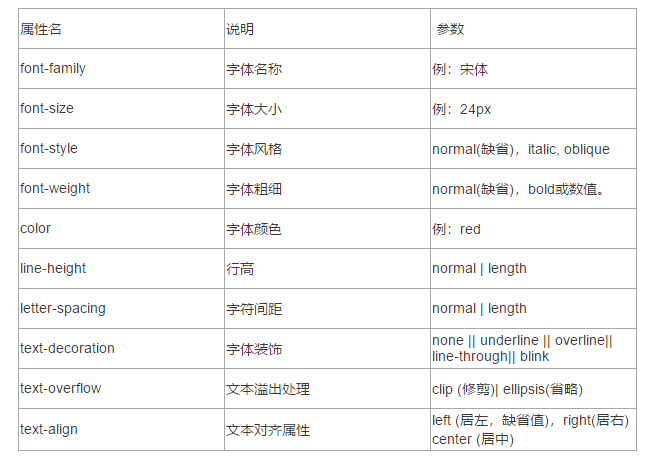 属性名 说明 参数
font-family 字体名称 例：宋体
font-size 字体大小 例：24px
font-style 字体风格 normal(缺省)，italic, oblique
font-weight 字体粗细 normal(缺省)，bold或数值。
color 字体颜色 例：red
line-height 行高 normal | length
letter-spacing 字符间距 normal | length
text-decoration 字体装饰 none || underline || overline||
line-through|| blink
text-overflow 文本溢出处理 clip (修剪)| ellipsis(省略)
text-align 文本对齐属性 left (居左，缺省值)，right(居右)
center (居中)